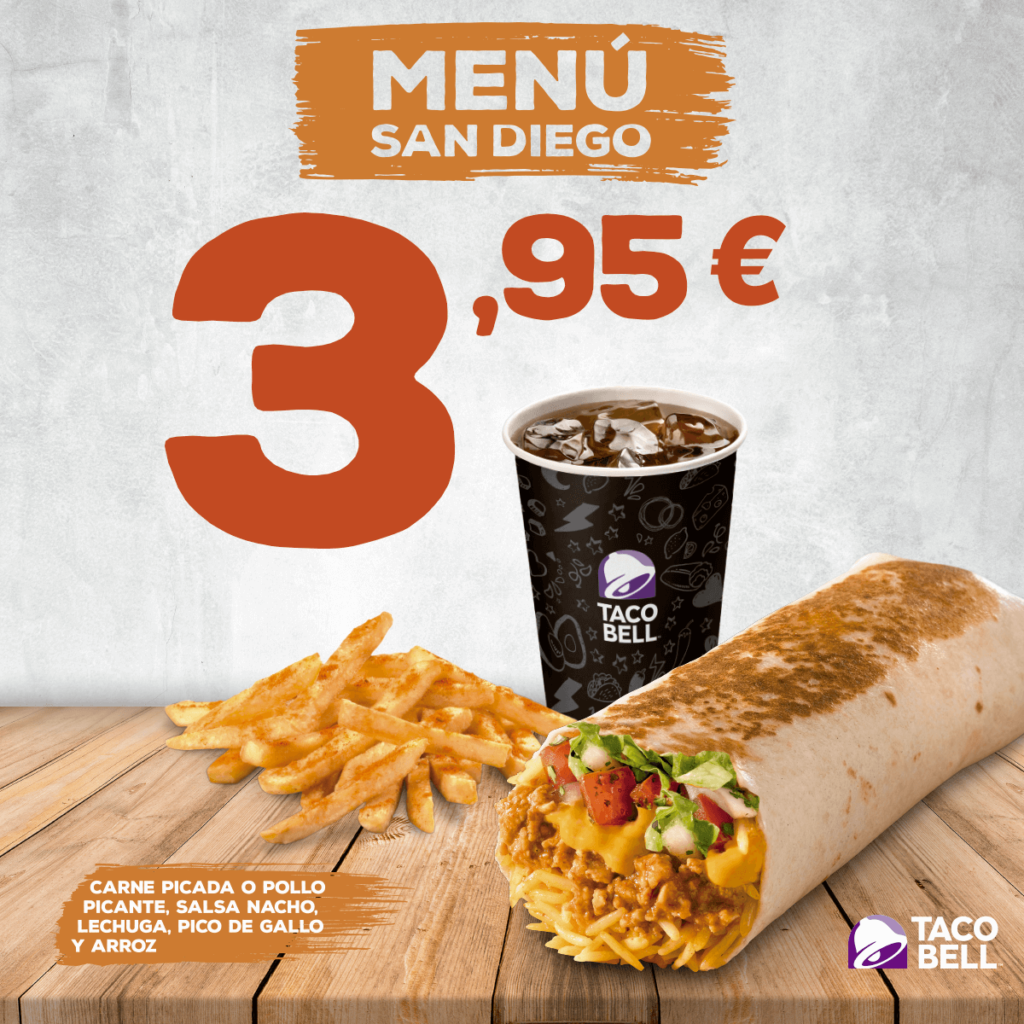 MENÚ
SAN DIEGO
3,95 €
TACO
BELL
CARNE PICADA O POLLO
PICANTE, SALSA NACHO,
LECHUGA, PICO DE GALLO
Y ARROZ
TACO
BELL